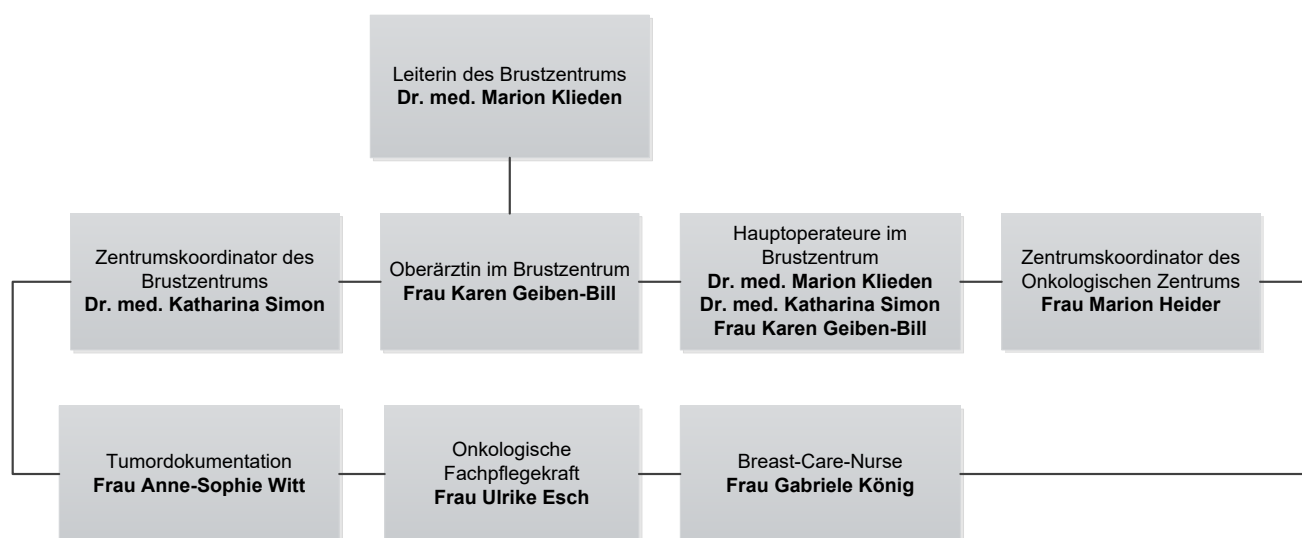 Leiterin des Brustzentrums
Dr. med. Marion Klieden
Zentrumskoordinator des
Brustzentrums
Dr. med. Katharina Simon
Oberärztin im Brustzentrum
Frau Karen Geiben-Bill
Hauptoperateure im
Brustzentrum
Dr. med. Marion Klieden
Dr. med. Katharina Simon
Frau Karen Geiben-Bill
Zentrumskoordinator des
Onkologischen Zentrums
Frau Marion Heider
Tumordokumentation
Frau Anne-Sophie Witt
Onkologische
Fachpflegekraft
Frau Ulrike Esch
Breast-Care-Nurse
Frau Gabriele König